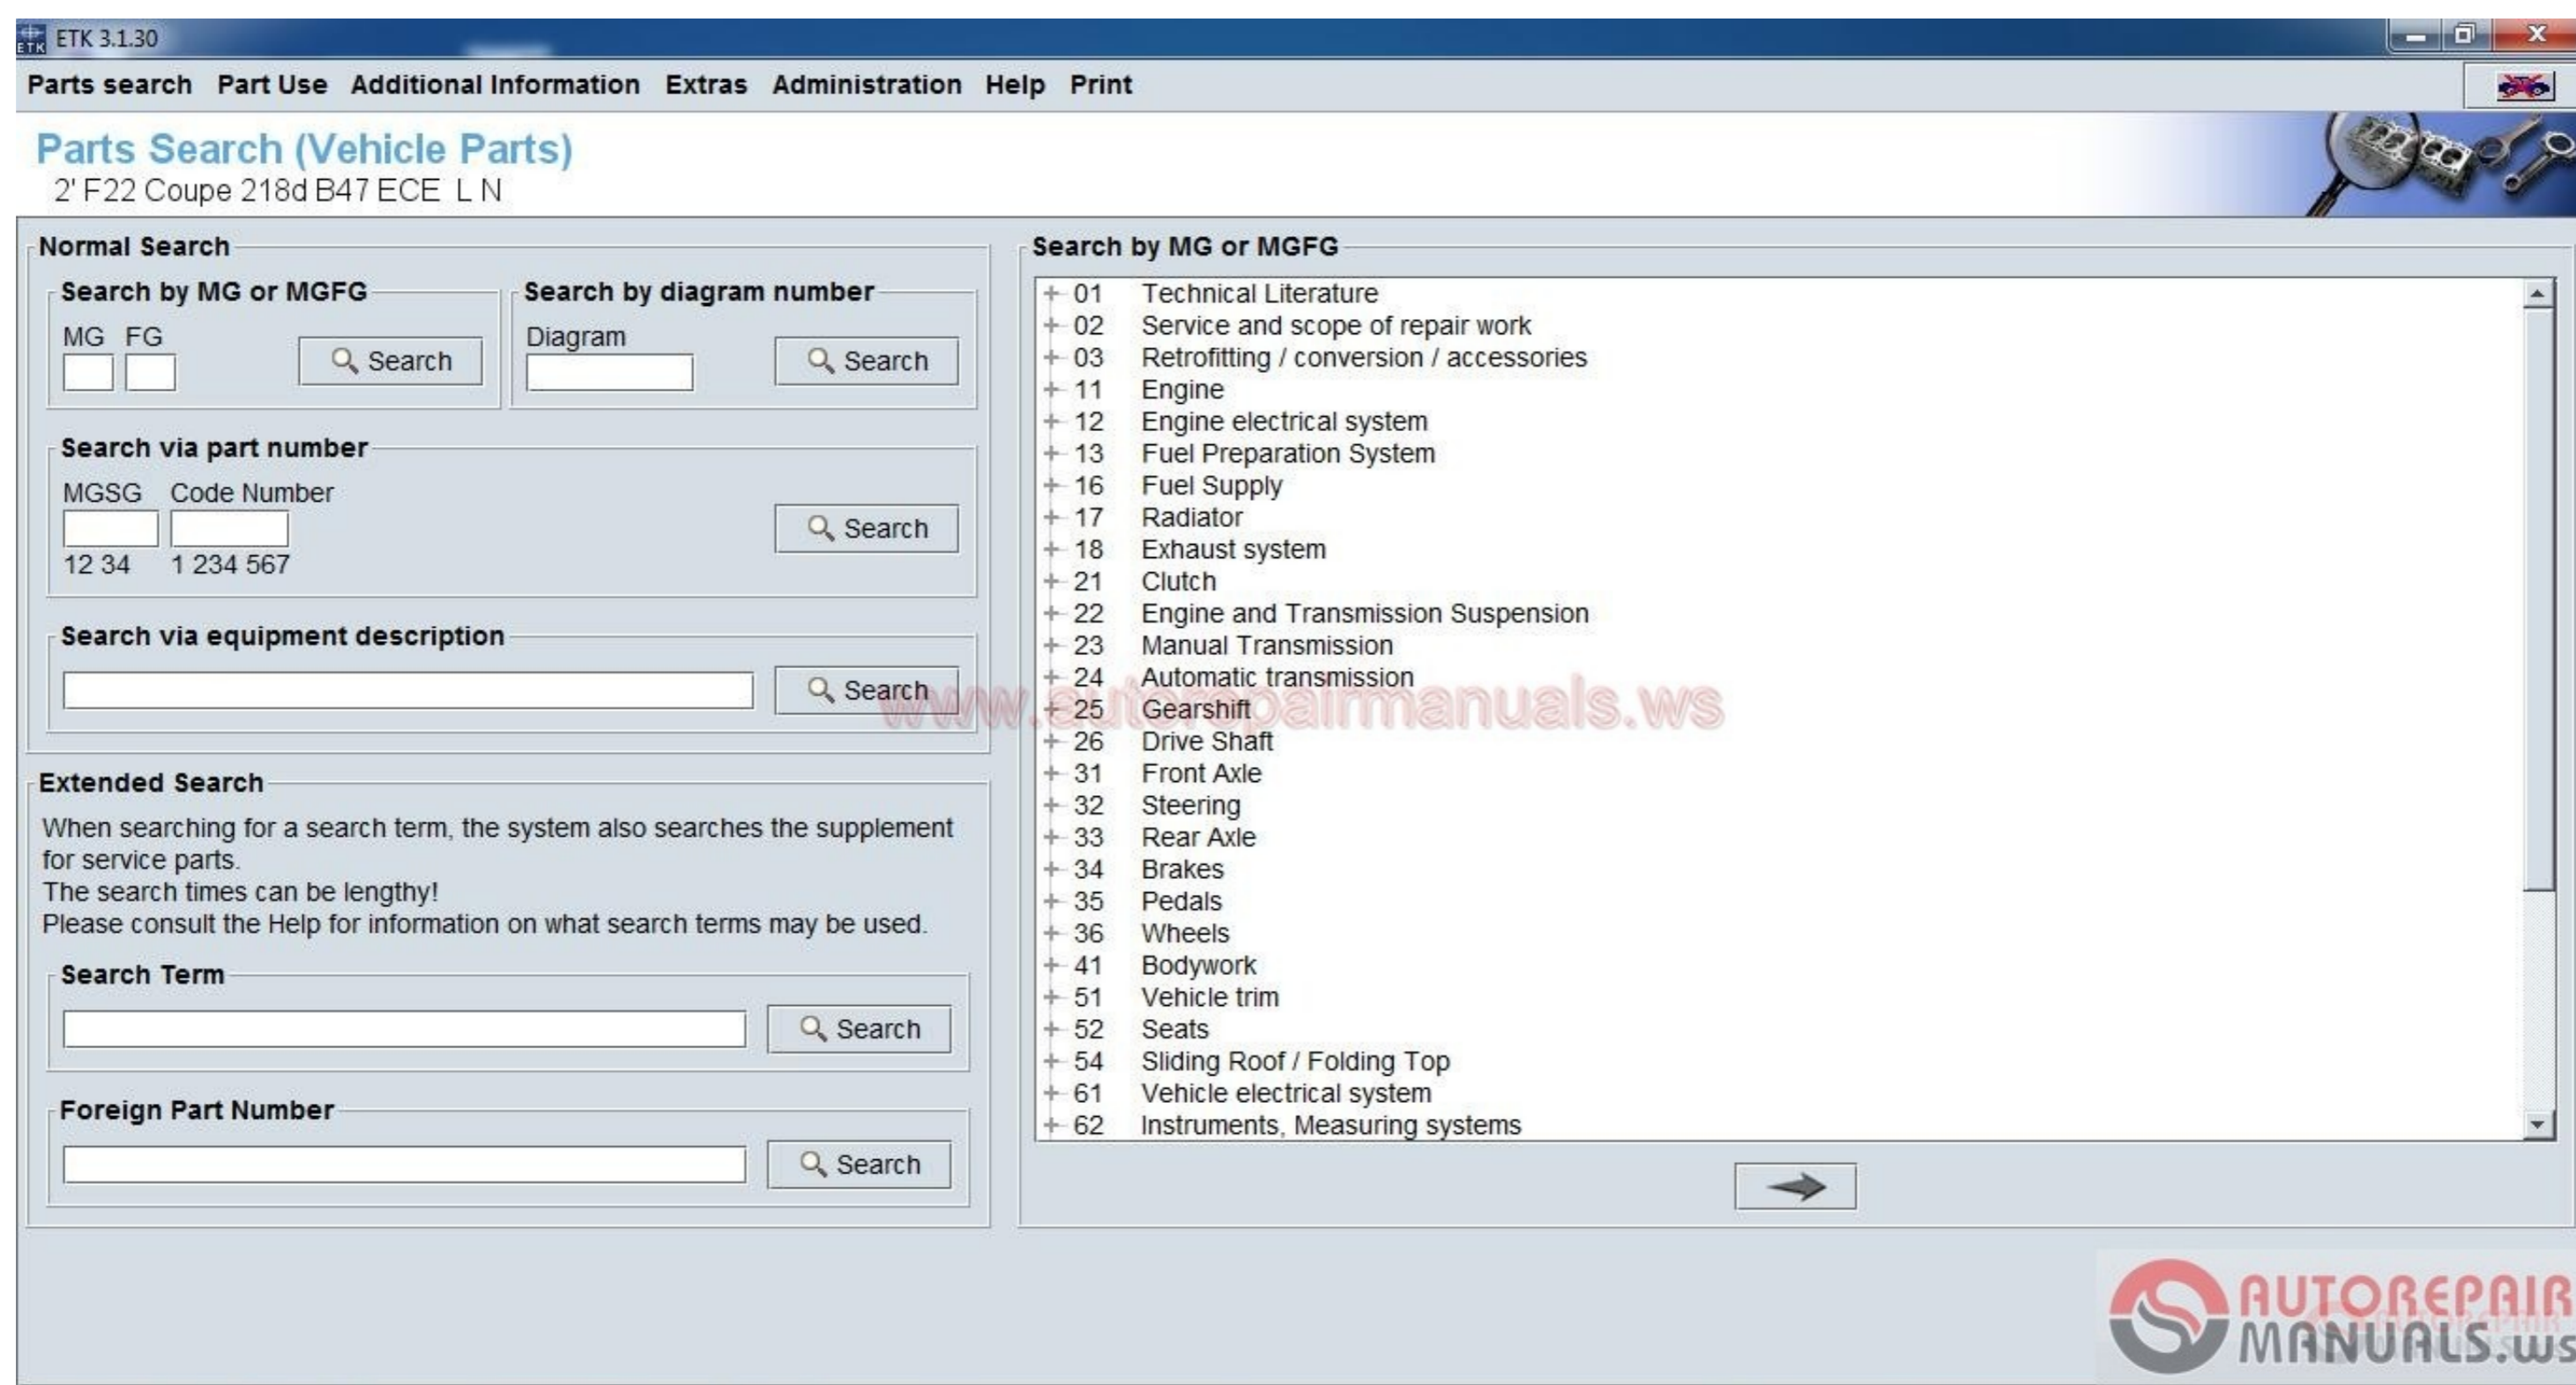 ETK ETK 3.1.30
Parts search Part Use Additional Information Extras Administration Help Print
Parts Search (Vehicle Parts)
2' F22 Coupe 218d B47 ECE L N
Normal Search
Search by MG or MGFG
MG FG
Search
Search by diagram number
Diagram
Search
Search via part number
MGSG Code Number
Search
12 34 1 234 567
Search via equipment description
Search
Extended Search
When searching for a search term, the system also searches the supplement
for service parts.
The search times can be lengthy!
Please consult the Help for information on what search terms may be used.
Search Term
Search
Foreign Part Number
Search
Search by MG or MGFG
01 Technical Literature
02 Service and scope of repair work
03 Retrofitting / conversion / accessories
11 Engine
12 Engine electrical system
13 Fuel Preparation System
16 Fuel Supply
17 Radiator
18 Exhaust system
21 Clutch
22 Engine and Transmission Suspension
23 Manual Transmission
24 Automatic transmission
25 Gearshift
26 Drive Shaft
31 Front Axle
32 Steering
33 Rear Axle
34 Brakes
35 Pedals
36 Wheels
41 Bodywork
51 Vehicle trim
52 Seats
54 Sliding Roof / Folding Top
61 Vehicle electrical system
62 Instruments, Measuring systems
www.autorepairmanuals.ws
AUTOREPAIR
MANUALS.ws